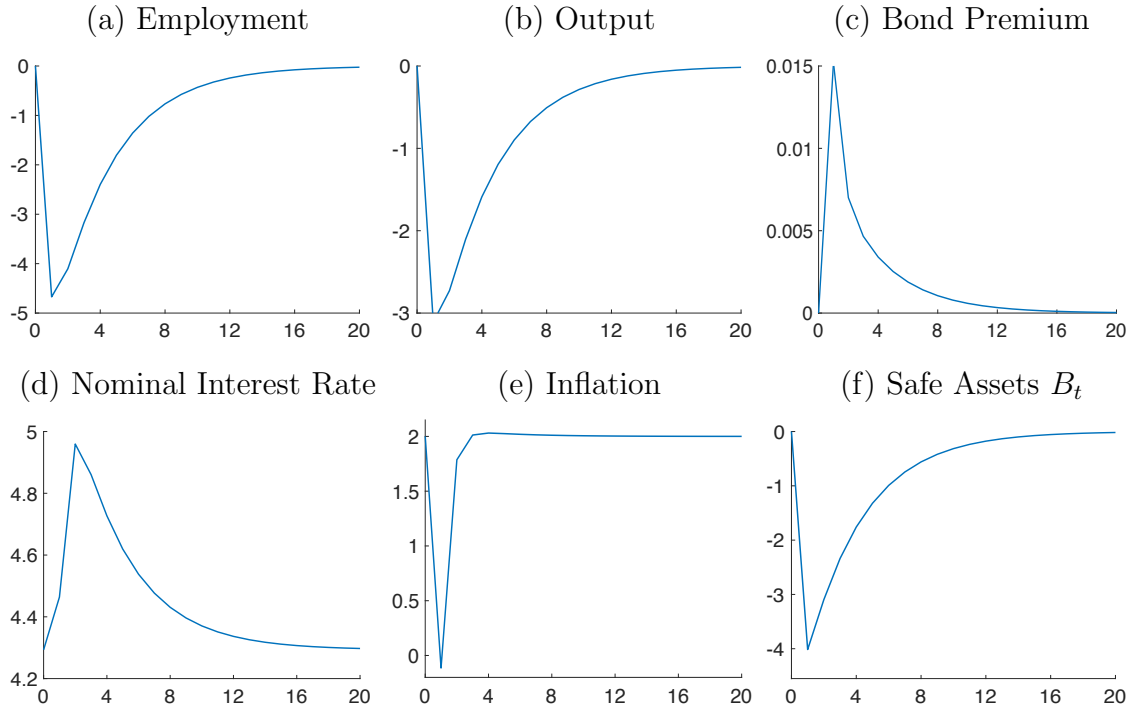 (a) Employment
(b) Output
(c) Bond Premium
0
-1
-2
-3
-4
-5
0 4 8 12 16 20
0
-1
-2
-3
0 4 8 12 16 20
0.015
0.01
0.005
0
0 4 8 12 16 20
(d) Nominal Interest Rate
(e) Inflation
(f) Safe Assets B_t
5
4.8
4.6
4.4
4.2
0 4 8 12 16 20
2
1.5
1
0.5
0
0 4 8 12 16 20
0
-1
-2
-3
-4
0 4 8 12 16 20